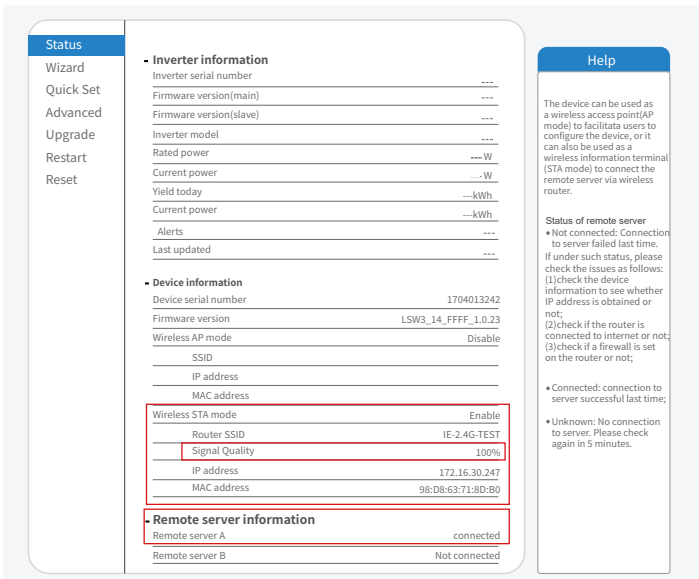 Status
Wizard
Quick Set
Advanced
Upgrade
Restart
Reset
- Inverter information
Inverter serial number ---
Firmware version(main) ---
Firmware version(slave) ---
Inverter model ---
Rated power --- W
Current power --- W
Yield today ---kWh
Current power ---kWh
Alerts ---
Last updated ---
- Device information
Device serial number 1704013242
Firmware version LSW3_14_FFFF_1.0.23
Wireless AP mode Disable
SSID
IP address
MAC address
Wireless STA mode Enable
Router SSID IE-2.4G-TEST
Signal Quality 100%
IP address 172.16.30.247
MAC address 98:D8:63:71:8D:B0
- Remote server information
Remote server A connected
Remote server B Not connected
Help
The device can be used as
a wireless access point(AP
mode) to facilitata users to
configure the device, or it
can also be used as a
wireless information terminal
(STA mode) to connect the
remote server via wireless
router.
Status of remote server
◆Not connected: Connection
to server failed last time.
If under such status, please
check the issues as follows:
(1)check the device
information to see whether
IP address is obtained or
not;
(2)check if the router is
connected to internet or not;
(3)check if a firewall is set
on the router or not;
◆Connected: connection to
server successful last time;
◆Unknown: No connection
to server. Please check
again in 5 minutes.